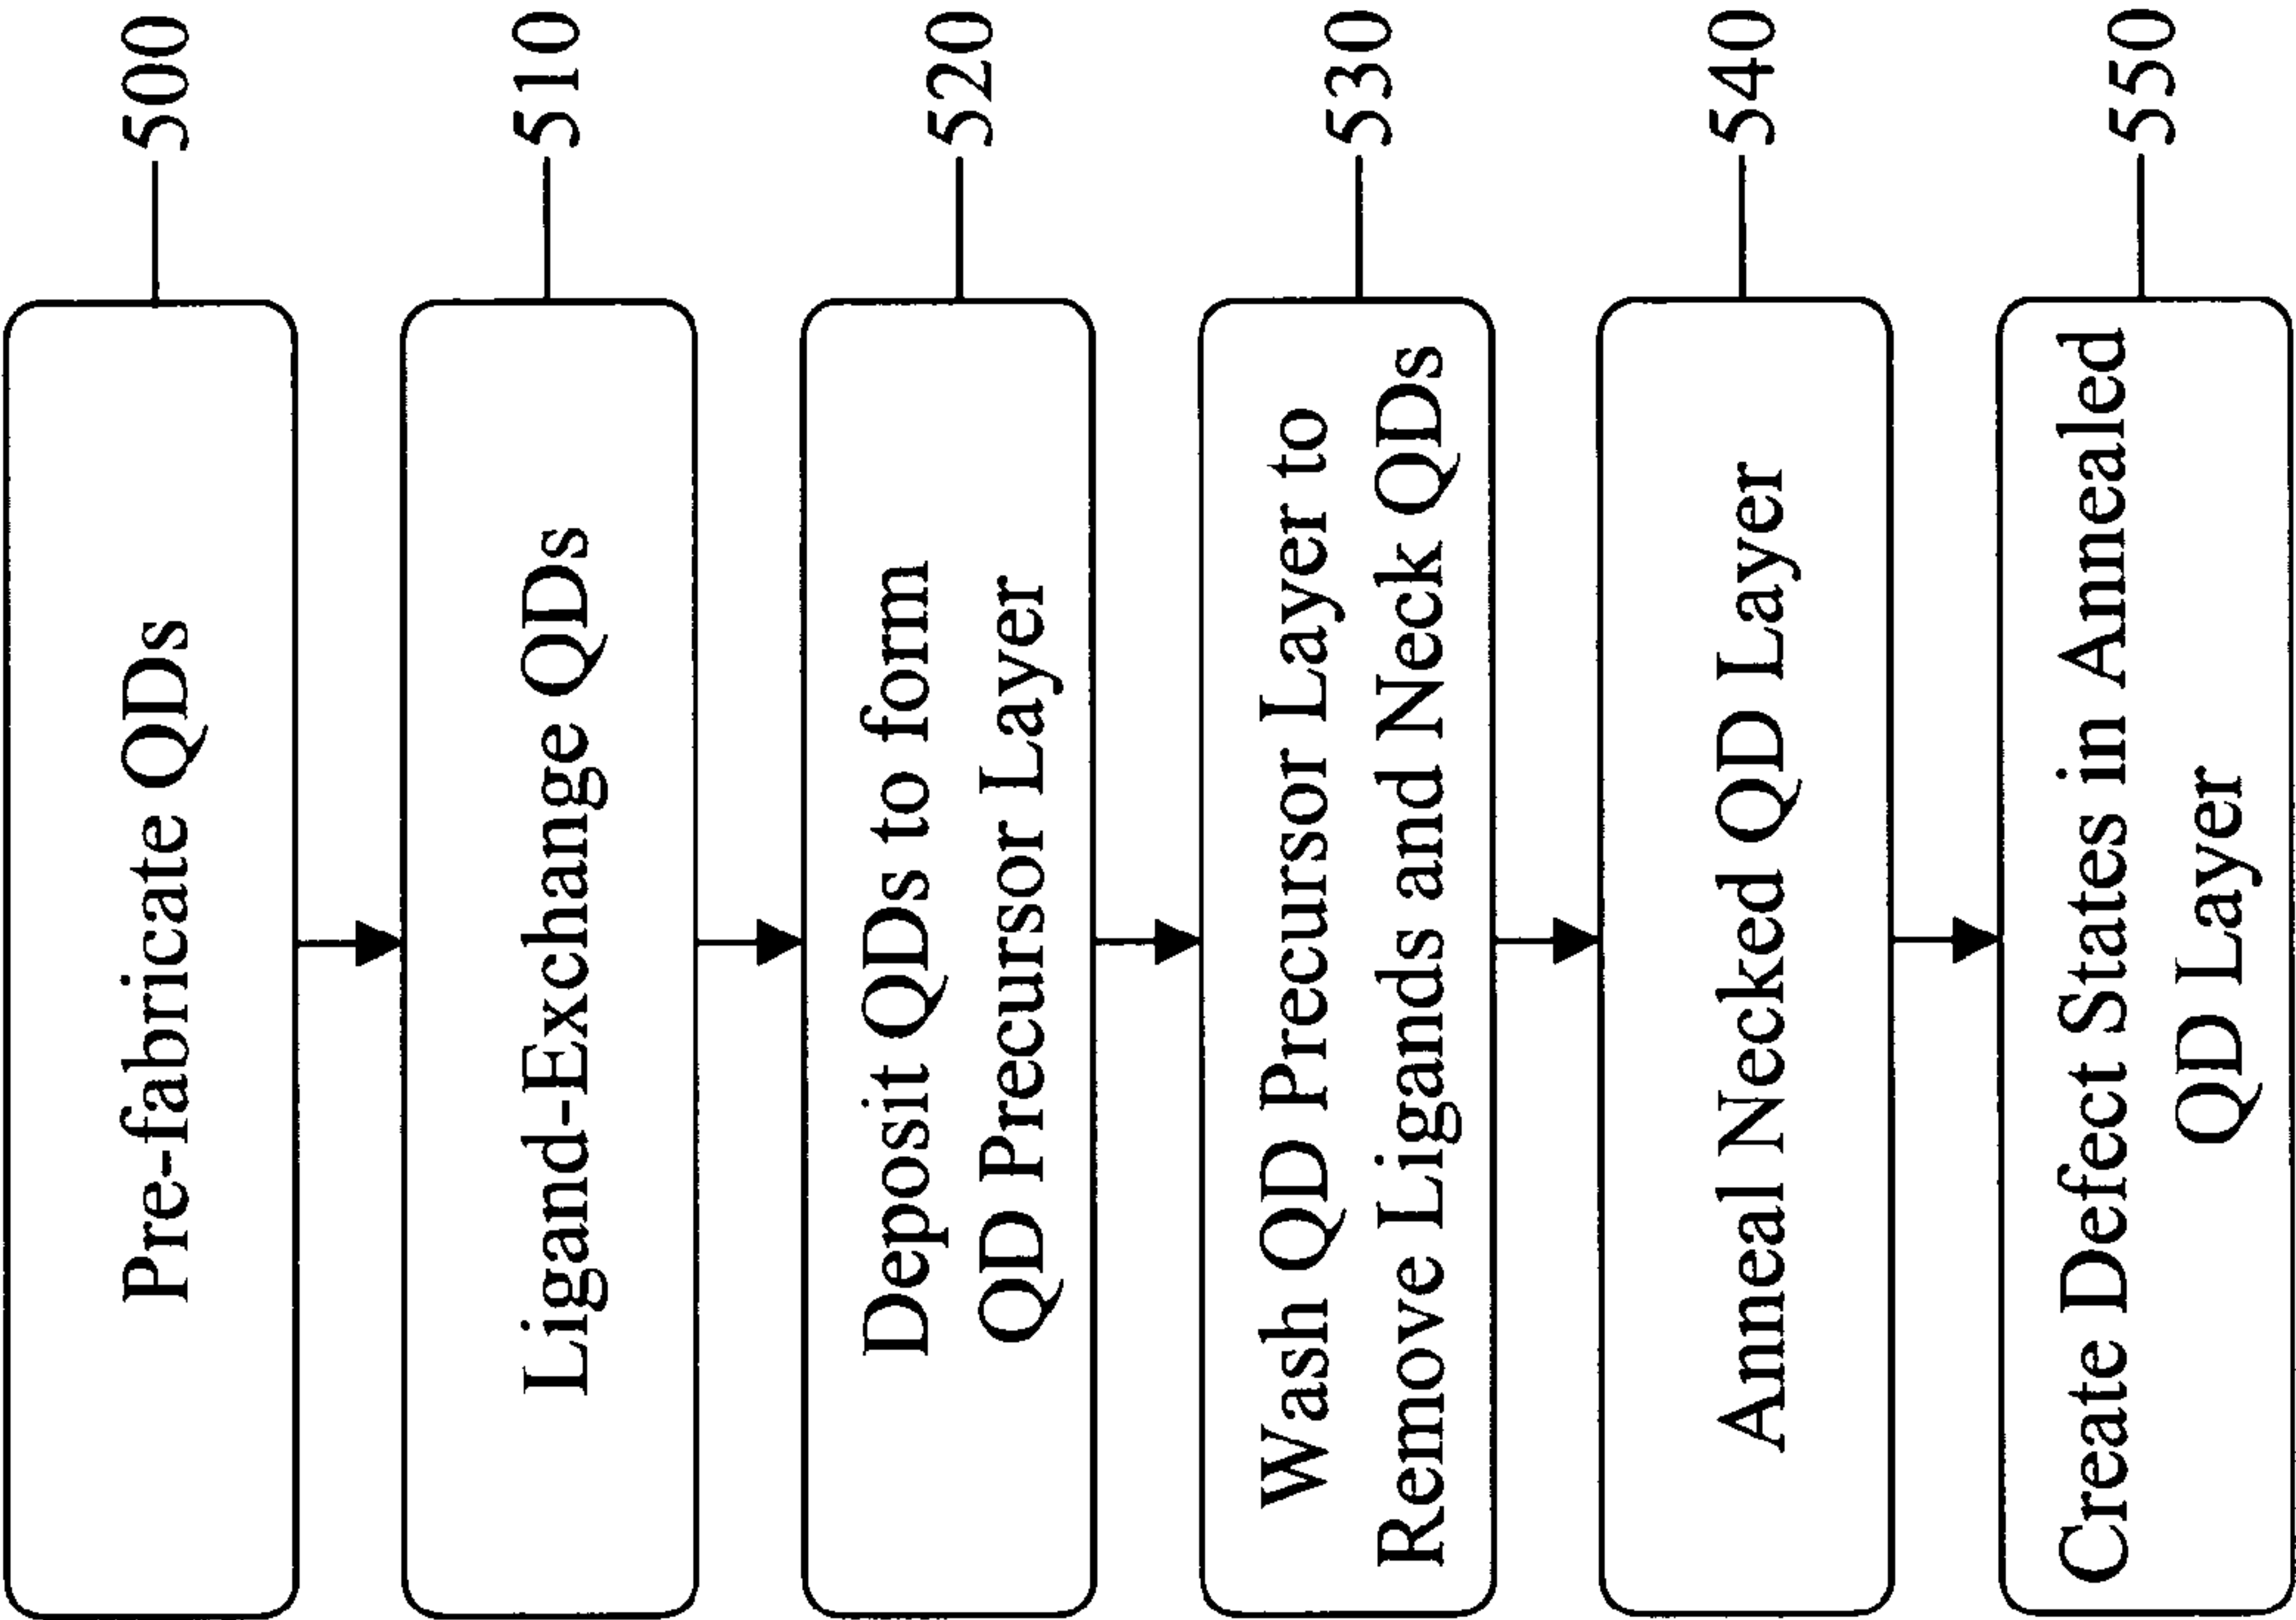 Pre-fabricate QDs
500
Ligand-Exchange QDs
510
Deposit QDs to form
QD Precursor Layer
520
Wash QD Precursor Layer to
Remove Ligands and Neck QDs
530
Anneal Necked QD Layer
540
Create Defect States in Annealed
QD Layer
550